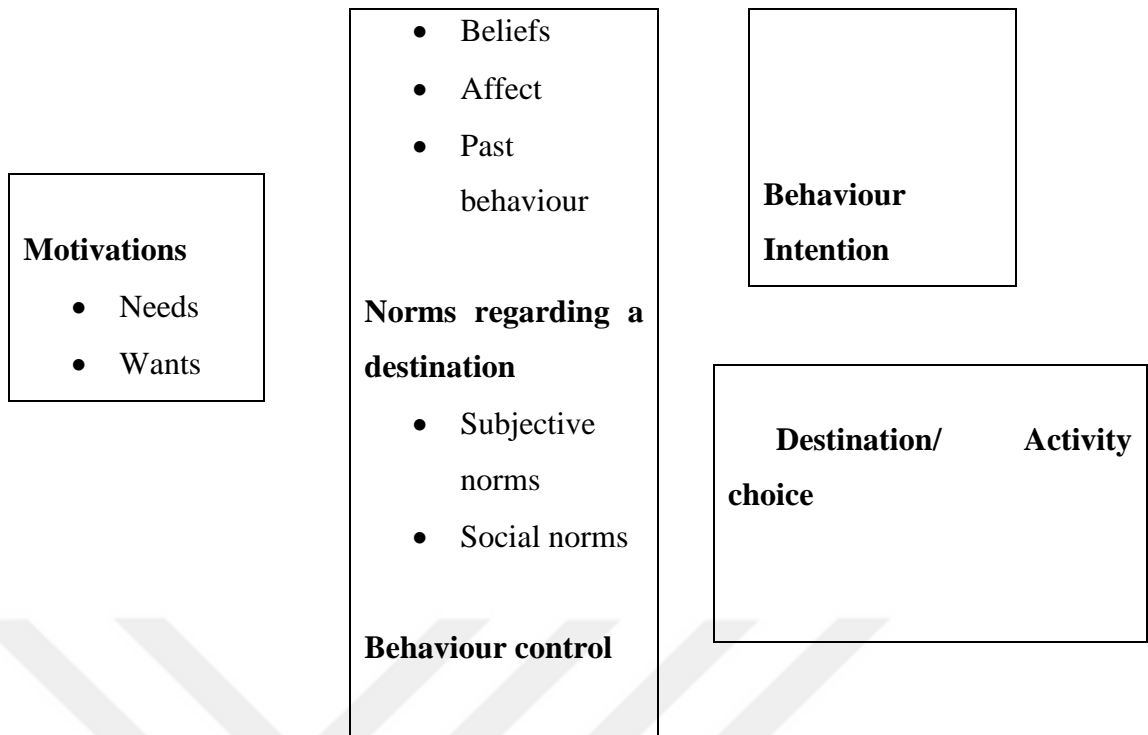 Motivations
• Needs
• Wants
• Beliefs
• Affect
• Past
behaviour
Norms regarding a
destination
• Subjective
norms
• Social norms
Behaviour control
Behaviour
Intention
Destination/ Activity
choice